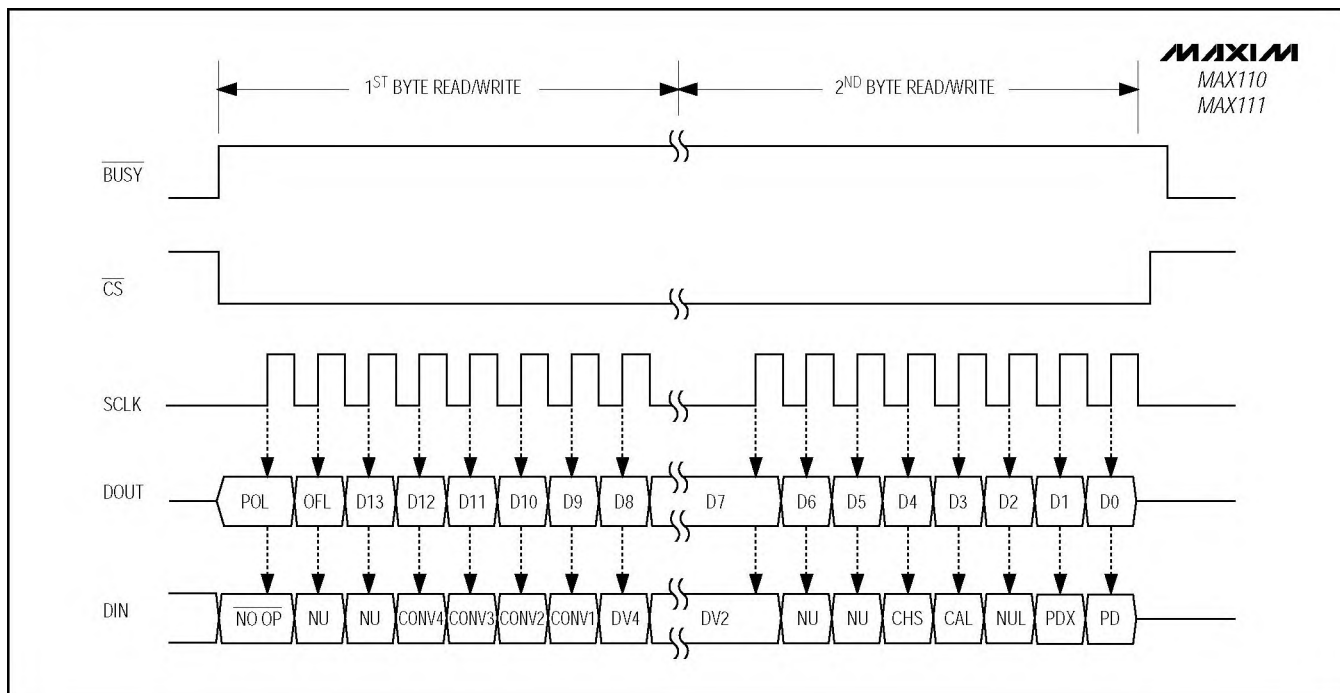 MAXIM
MAX110
MAX111
1ST BYTE READ/WRITE
2ND BYTE READ/WRITE
BUSY
CS
SCLK
DOUT
POL OFL D13 D12 D11 D10 D9 D8 D7 D6 D5 D4 D3 D2 D1 D0
DIN
NO OP NU NU CONV4 CONV3 CONV2 CONV1 DV4 DV2 NU NU CHS CAL NUL PDX PD